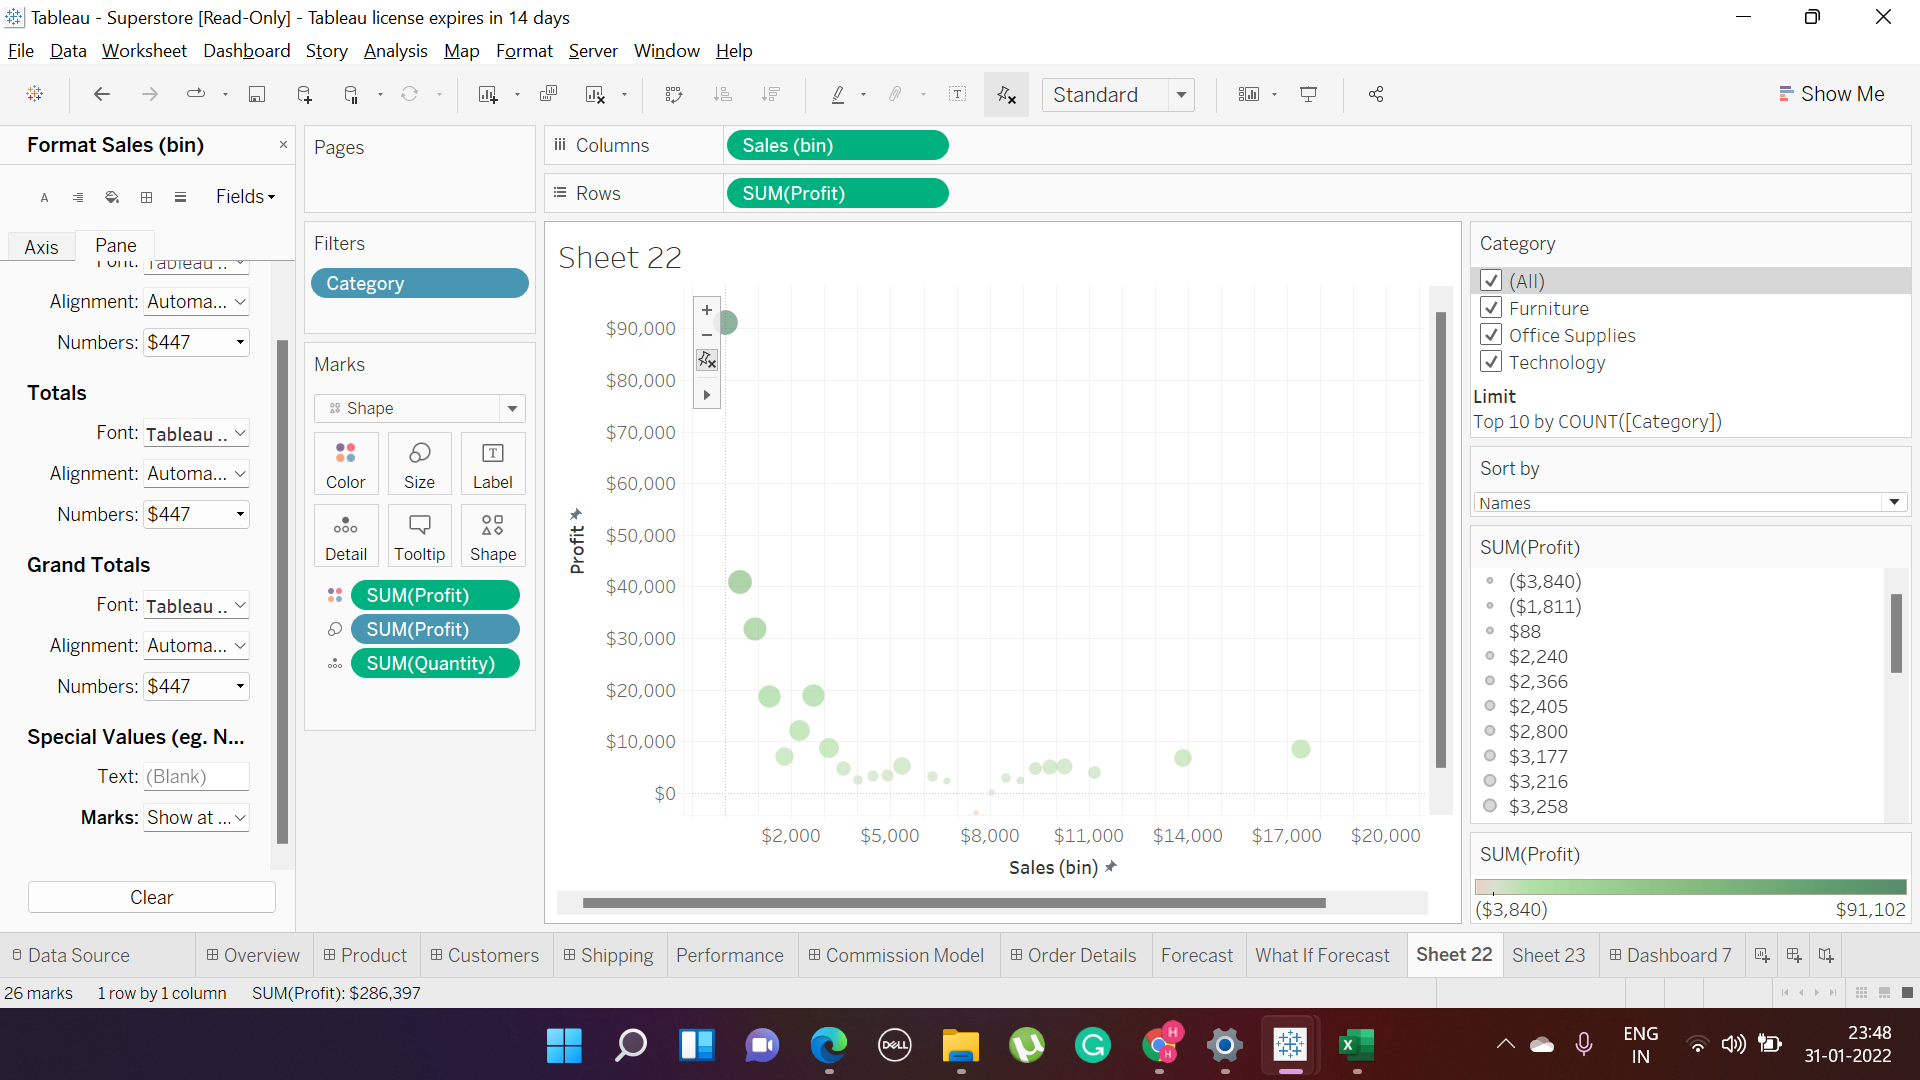 Tableau - Superstore [Read-Only] - Tableau license expires in 14 days
File Data Worksheet Dashboard Story Analysis Map Format Server Window Help
Standard
Show Me
Format Sales (bin)
Fields
Axis
Pane
Font: Tableau ..
Alignment: Automa...
Numbers: $447
Totals
Font: Tableau ..
Alignment: Automa...
Numbers: $447
Grand Totals
Font: Tableau ..
Alignment: Automa...
Numbers: $447
Special Values (eg. N...
Text: (Blank)
Marks: Show at ...
Clear
Pages
Filters
Category
Marks
Shape
Color Size Label
Detail Tooltip Shape
SUM(Profit)
SUM(Profit)
SUM(Quantity)
iii Columns
Sales (bin)
Rows
SUM(Profit)
Sheet 22
Profit
$90,000
$80,000
$70,000
$60,000
$50,000
$40,000
$30,000
$20,000
$10,000
$0
$2,000 $5,000 $8,000 $11,000 $14,000 $17,000 $20,000
Sales (bin)
Category
(All)
Furniture
Office Supplies
Technology
Limit
Top 10 by COUNT([Category])
Sort by
Names
SUM(Profit)
($3,840)
($1,811)
$88
$2,240
$2,366
$2,405
$2,800
$3,177
$3,216
$3,258
SUM(Profit)
($3,840) $91,102
Data Source Overview Product Customers Shipping Performance Commission Model Order Details Forecast What If Forecast Sheet 22 Sheet 23 Dashboard 7
26 marks 1 row by 1 column SUM(Profit): $286,397
DELL
ENG
IN
23:48
31-01-2022